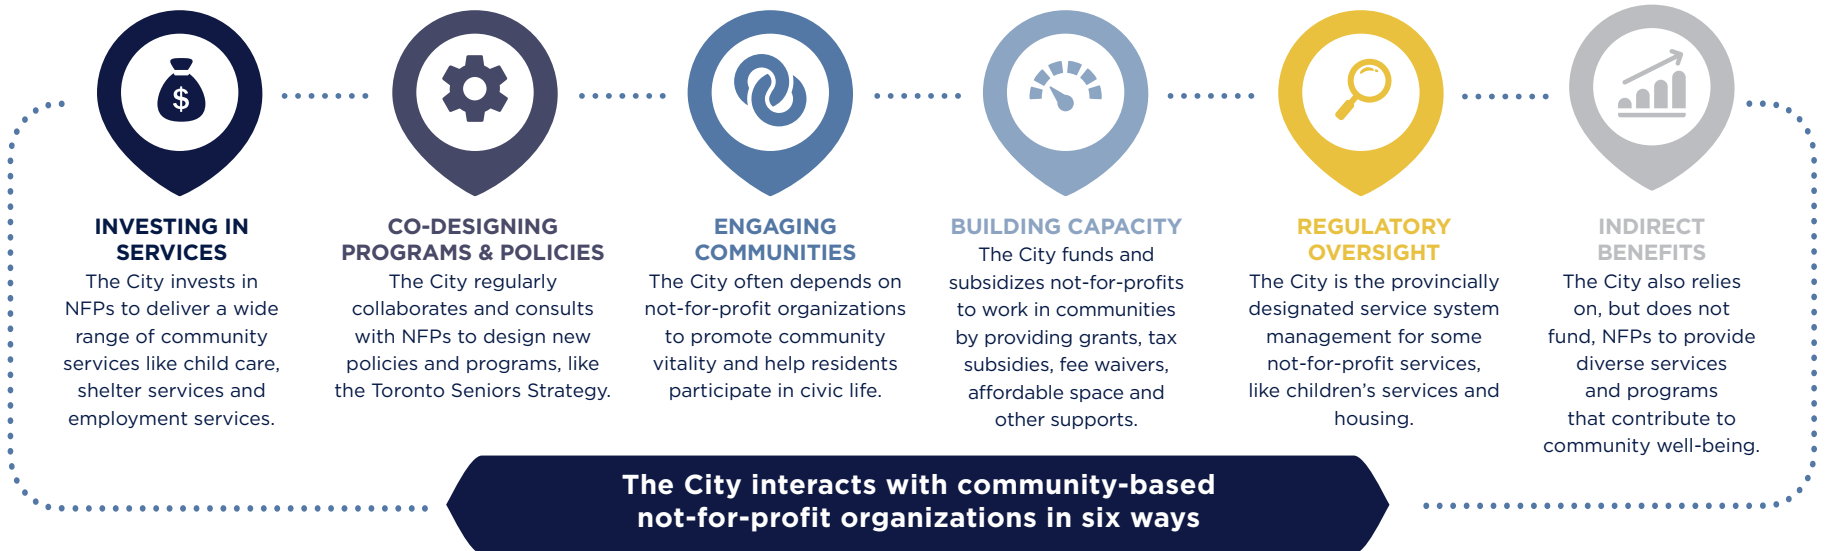 $
INVESTING IN
SERVICES
The City invests in
NFPs to deliver a wide
range of community
services like child care,
shelter services and
employment services.
CO-DESIGNING
PROGRAMS & POLICIES
The City regularly
collaborates and consults
with NFPs to design new
policies and programs, like
the Toronto Seniors Strategy.
ENGAGING
COMMUNITIES
The City often depends on
not-for-profit organizations
to promote community
vitality and help residents
participate in civic life.
BUILDING CAPACITY
The City funds and
subsidizes not-for-profits
to work in communities
by providing grants, tax
subsidies, fee waivers,
affordable space and
other supports.
REGULATORY
OVERSIGHT
The City is the provincially
designated service system
management for some
not-for-profit services,
like children’s services and
housing.
INDIRECT
BENEFITS
The City also relies
on, but does not
fund, NFPs to provide
diverse services
and programs
that contribute to
community well-being.
The City interacts with community-based
not-for-profit organizations in six ways